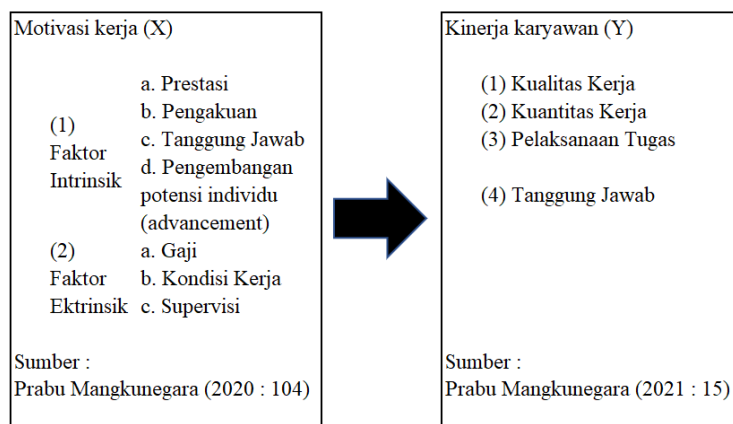 Motivasi kerja (X)
(1)
Faktor
Intrinsik
a. Prestasi
b. Pengakuan
c. Tanggung Jawab
d. Pengembangan
potensi individu
(advancement)
(2)
Faktor
Ektrinsik
a. Gaji
b. Kondisi Kerja
c. Supervisi
Sumber :
Prabu Mangkunegara (2020 : 104)
Kinerja karyawan (Y)
(1) Kualitas Kerja
(2) Kuantitas Kerja
(3) Pelaksanaan Tugas
(4) Tanggung Jawab
Sumber :
Prabu Mangkunegara (2021 : 15)